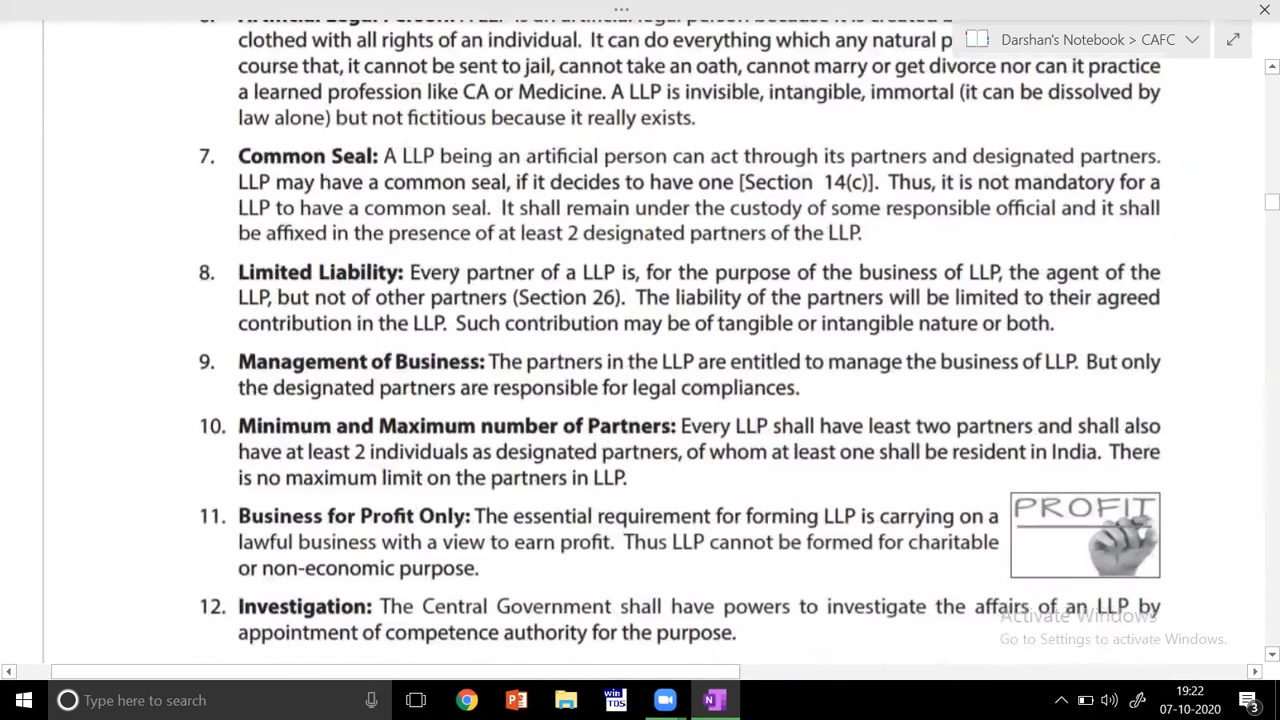 Darshan's Notebook > CAFC
clothed with all rights of an individual. It can do everything which any natural p
course that, it cannot be sent to jail, cannot take an oath, cannot marry or get divorce nor can it practice
a learned profession like CA or Medicine. A LLP is invisible, intangible, immortal (it can be dissolved by
law alone) but not fictitious because it really exists.
7. Common Seal: A LLP being an artificial person can act through its partners and designated partners.
LLP may have a common seal, if it decides to have one [Section 14(c)]. Thus, it is not mandatory for a
LLP to have a common seal. It shall remain under the custody of some responsible official and it shall
be affixed in the presence of at least 2 designated partners of the LLP.
8. Limited Liability: Every partner of a LLP is, for the purpose of the business of LLP, the agent of the
LLP, but not of other partners (Section 26). The liability of the partners will be limited to their agreed
contribution in the LLP. Such contribution may be of tangible or intangible nature or both.
9. Management of Business: The partners in the LLP are entitled to manage the business of LLP. But only
the designated partners are responsible for legal compliances.
10. Minimum and Maximum number of Partners: Every LLP shall have least two partners and shall also
have at least 2 individuals as designated partners, of whom at least one shall be resident in India. There
is no maximum limit on the partners in LLP.
11. Business for Profit Only: The essential requirement for forming LLP is carrying on a
lawful business with a view to earn profit. Thus LLP cannot be formed for charitable
or non-economic purpose.
PROFIT
12. Investigation: The Central Government shall have powers to investigate the affairs of an LLP by
appointment of competence authority for the purpose.
Activate Windows
Go to Settings to activate Windows.
Type here to search
win
TDS
19:22
07-10-2020
3